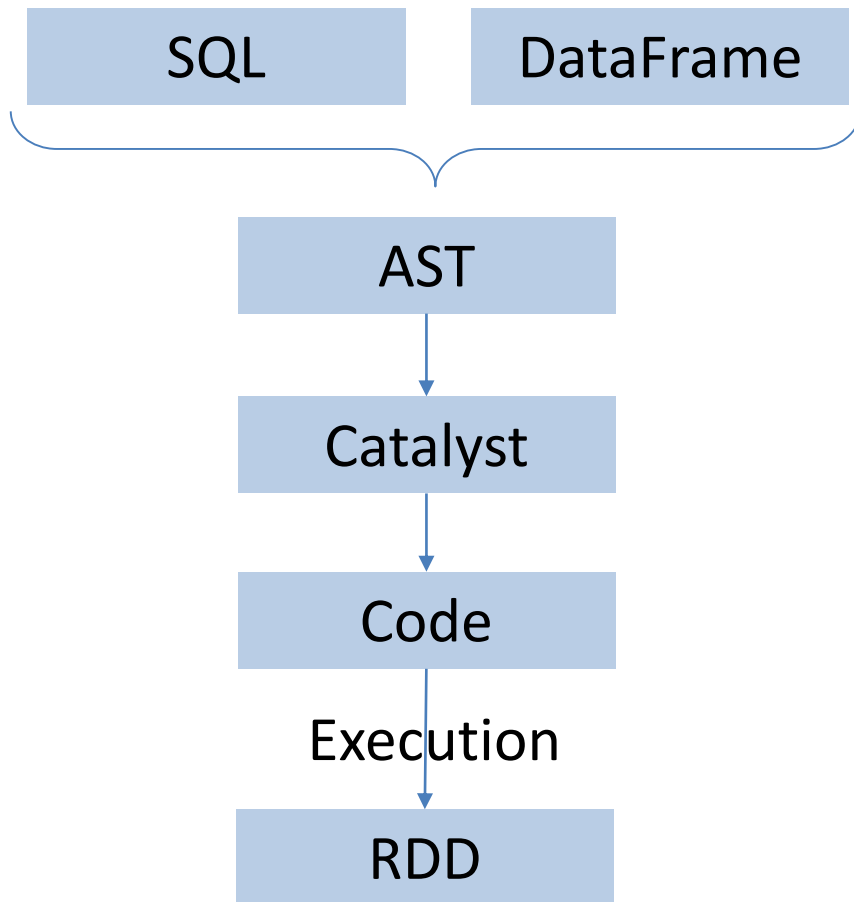 SQL
DataFrame
AST
Catalyst
Code
Execution
RDD